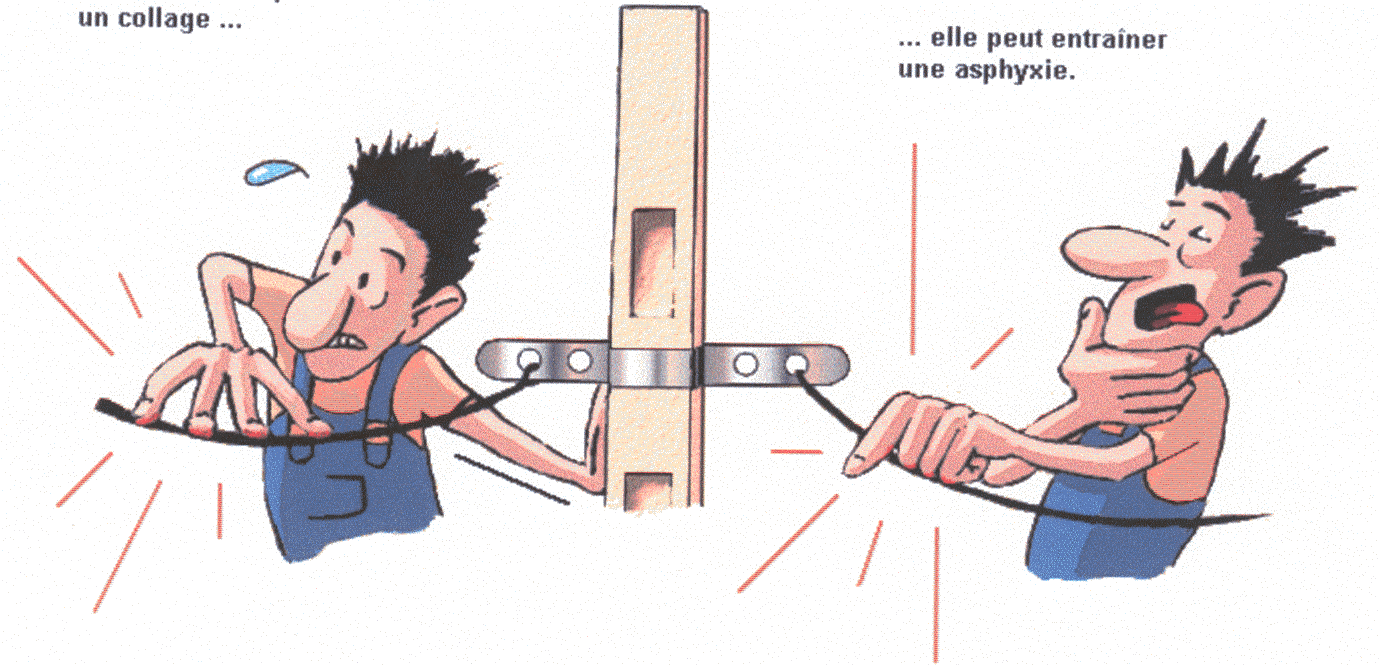 un collage ...
... elle peut entraîner
une asphyxie.